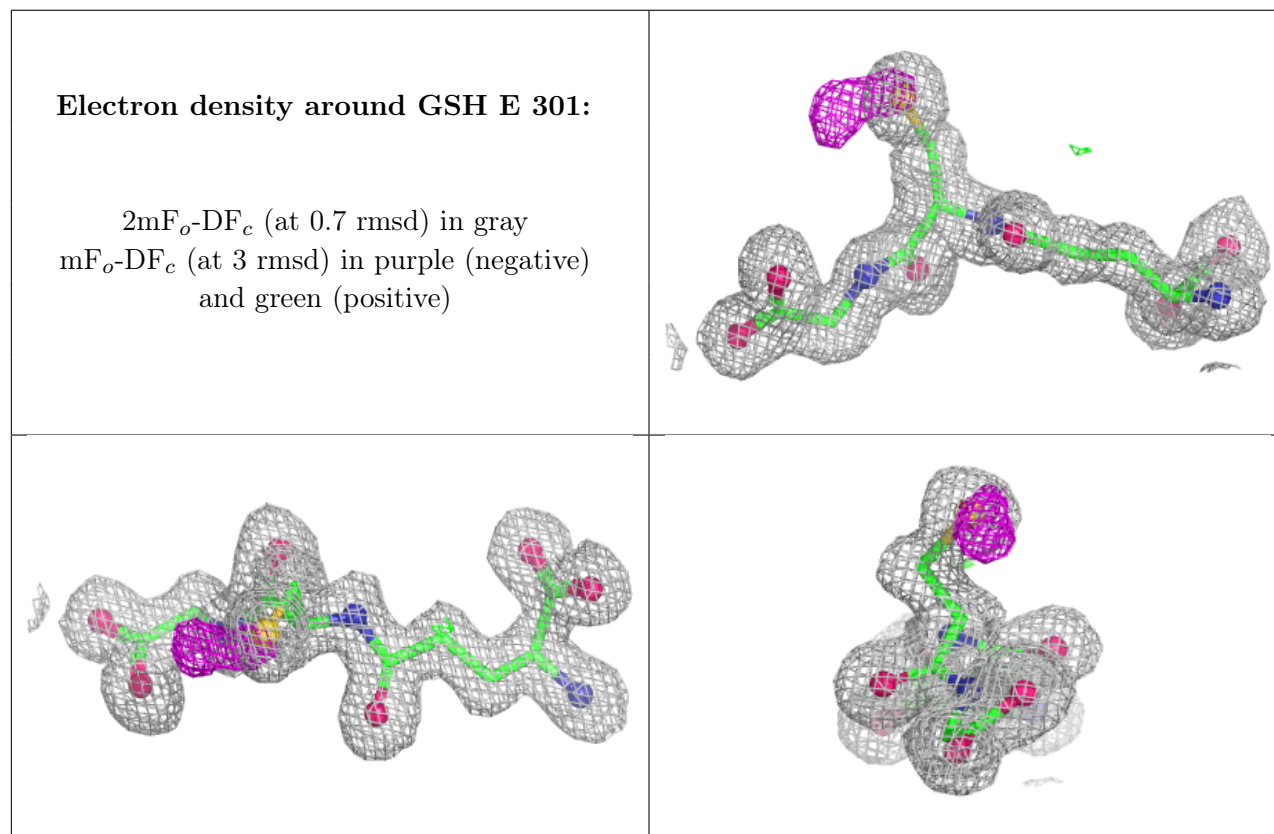 Electron density around GSH E 301:
2mFo-DFc (at 0.7 rmsd) in gray
mFo-DFc (at 3 rmsd) in purple (negative)
and green (positive)